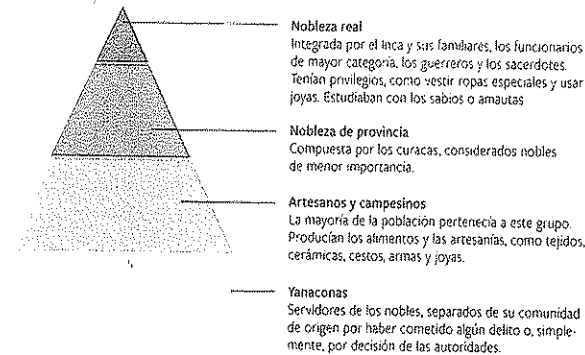 Nobleza real
Integrada por el Inca y sus familiares, los funcionarios
de mayor categoría, los guerreros y los sacerdotes.
Tenían privilegios, como vestir ropas especiales y usar
joyas. Estudiaban con los sabios o amautas
Nobleza de provincia
Compuesta por los curacas, considerados nobles
de menor importancia.
Artesanos y campesinos
La mayoría de la población pertenecía a este grupo.
Producían los alimentos y las artesanías, como tejidos,
cerámicas, cestos, armas y joyas.
Yanaconas
Servidores de los nobles, separados de su comunidad
de origen por haber cometido algún delito o, simple-
mente, por decisión de las autoridades.